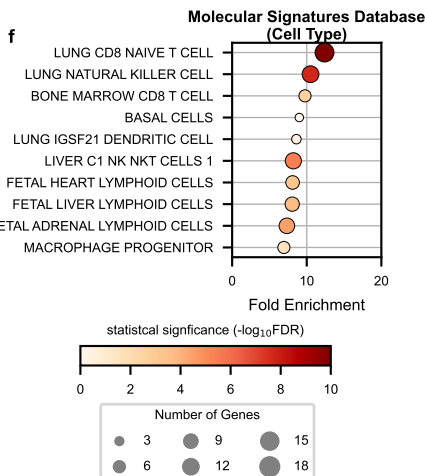 Molecular Signatures Database
(Cell Type)
f
LUNG CD8 NAIVE T CELL
LUNG NATURAL KILLER CELL
BONE MARROW CD8 T CELL
BASAL CELLS
LUNG IGSF21 DENDRITIC CELL
LIVER C1 NK NKT CELLS 1
FETAL HEART LYMPHOID CELLS
FETAL LIVER LYMPHOID CELLS
ETAL ADRENAL LYMPHOID CELLS
MACROPHAGE PROGENITOR
0 10 20
Fold Enrichment
statistcal signficance (-log₁₀FDR)
0 2 4 6 8 10
Number of Genes
3 9 15
6 12 18